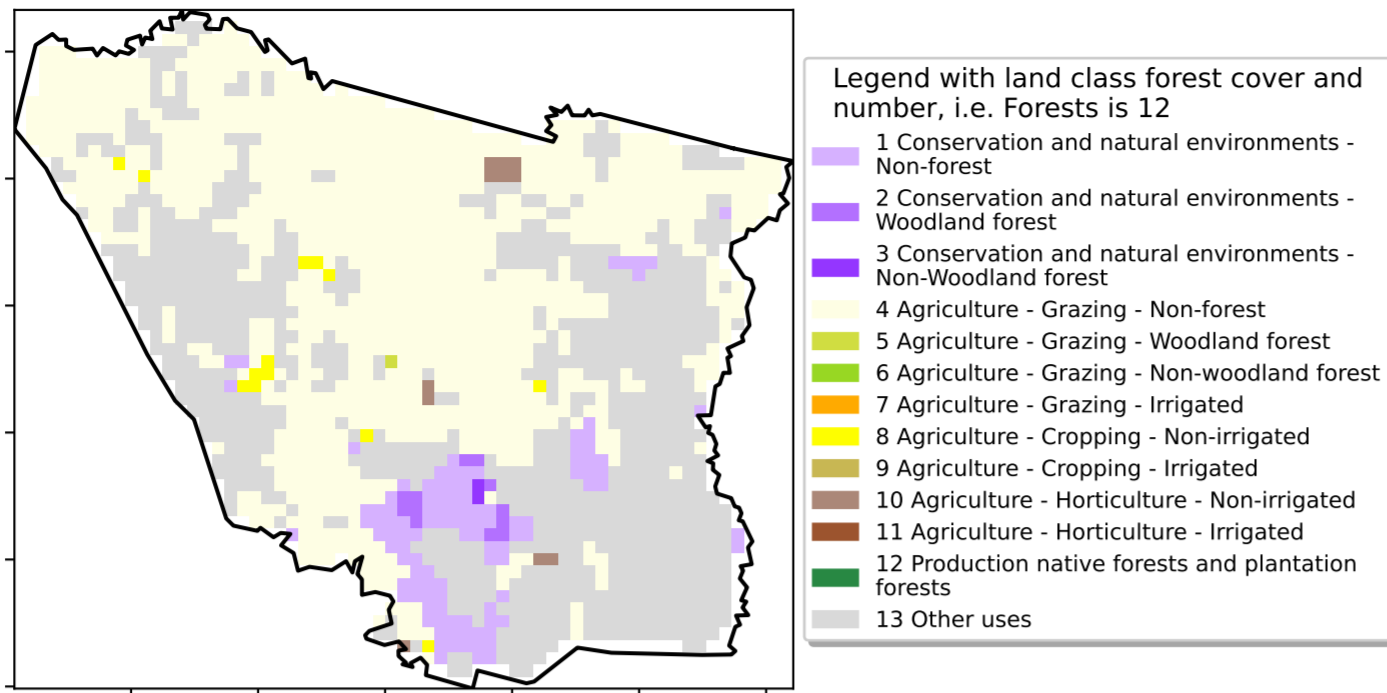 Legend with land class forest cover and
number, i.e. Forests is 12
1 Conservation and natural environments -
Non-forest
2 Conservation and natural environments -
Woodland forest
3 Conservation and natural environments -
Non-Woodland forest
4 Agriculture - Grazing - Non-forest
5 Agriculture - Grazing - Woodland forest
6 Agriculture - Grazing - Non-woodland forest
7 Agriculture - Grazing - Irrigated
8 Agriculture - Cropping - Non-irrigated
9 Agriculture - Cropping - Irrigated
10 Agriculture - Horticulture - Non-irrigated
11 Agriculture - Horticulture - Irrigated
12 Production native forests and plantation
forests
13 Other uses